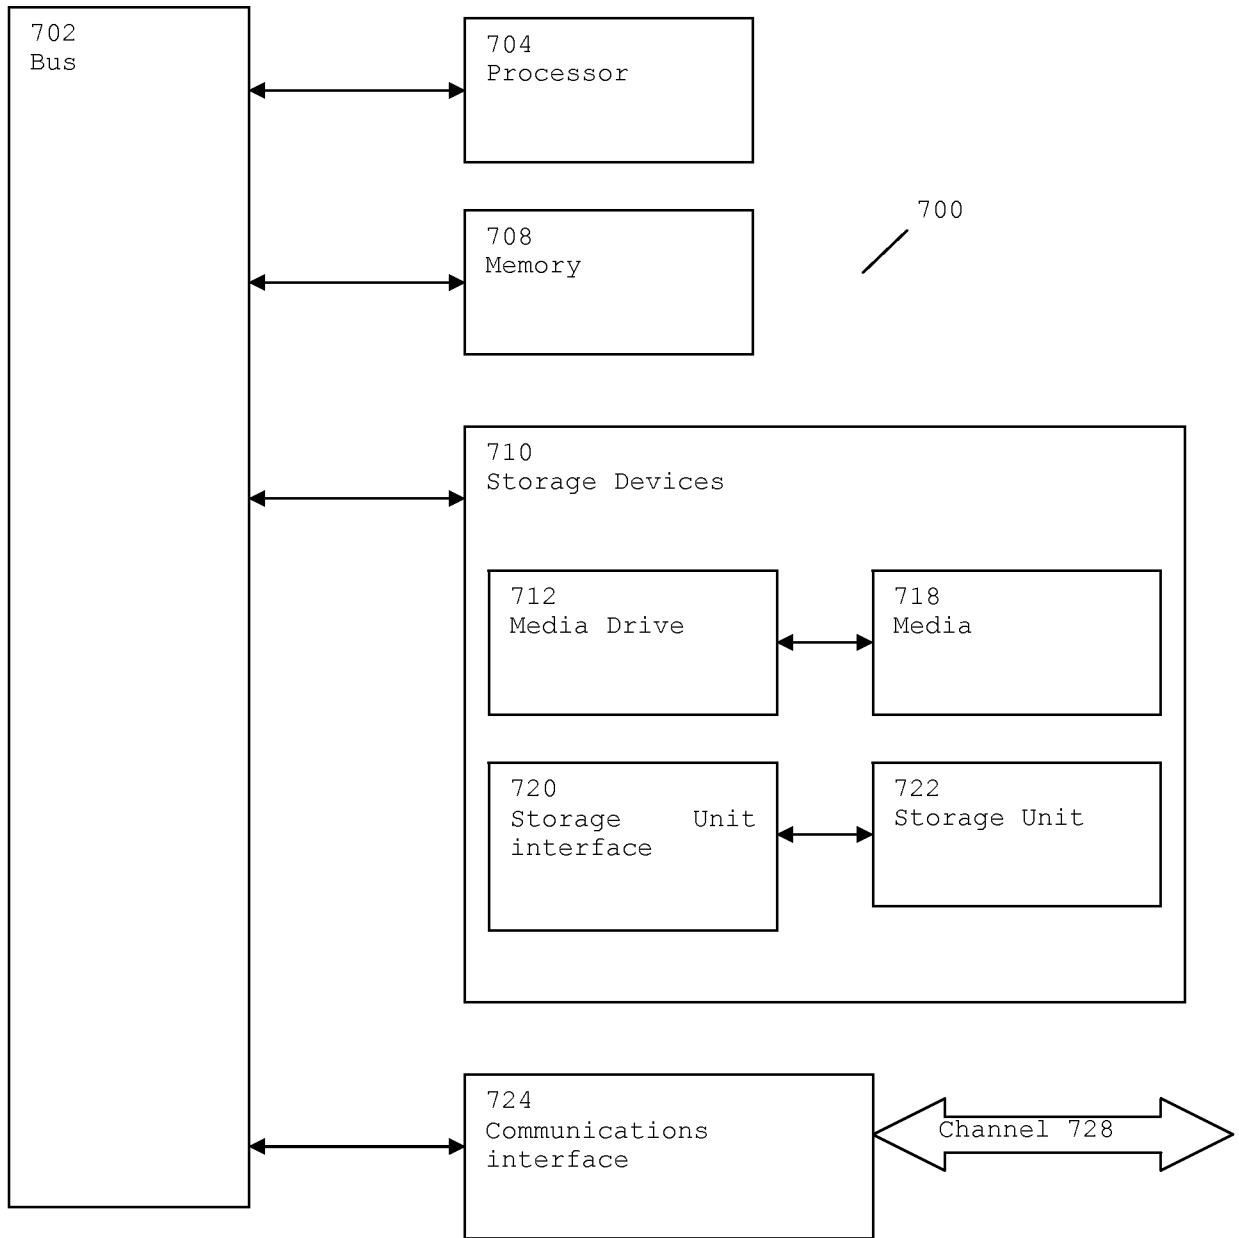 702
Bus
704
Processor
700
708
Memory
710
Storage Devices
712
Media Drive
718
Media
720
Storage Unit
interface
722
Storage Unit
724
Communications
interface
Channel 728